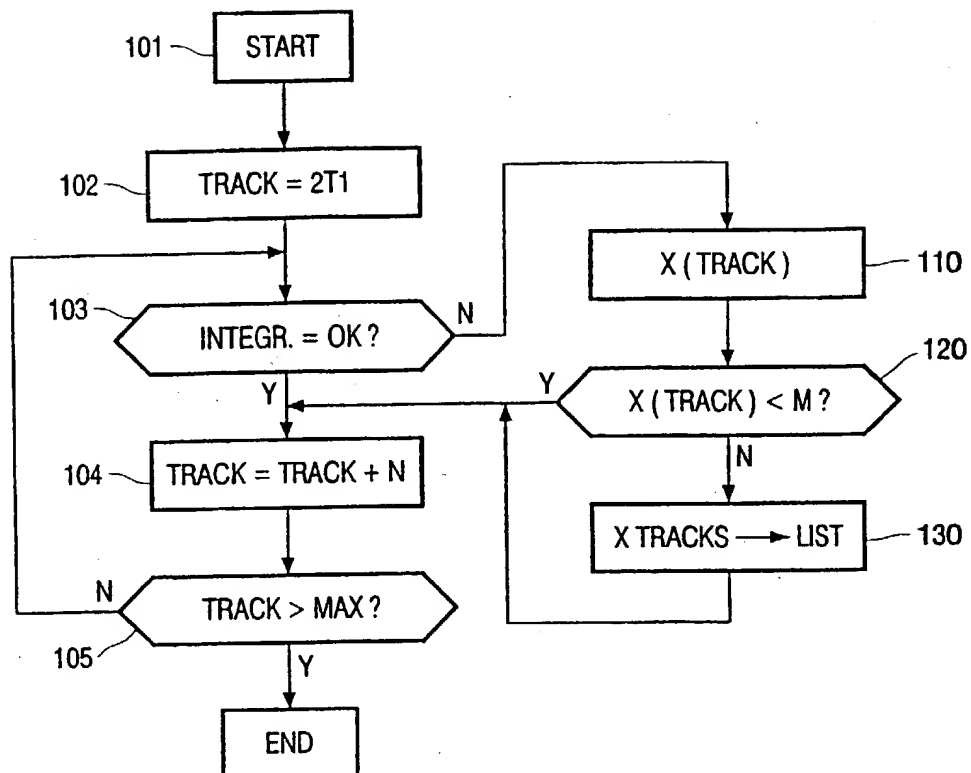 101
START
102
TRACK = 2T1
103
INTEGR. = OK ?
N
Y
104
TRACK = TRACK + N
N
TRACK > MAX ?
105
Y
END
X ( TRACK )
110
120
Y
X ( TRACK ) < M ?
N
X TRACKS → LIST
130